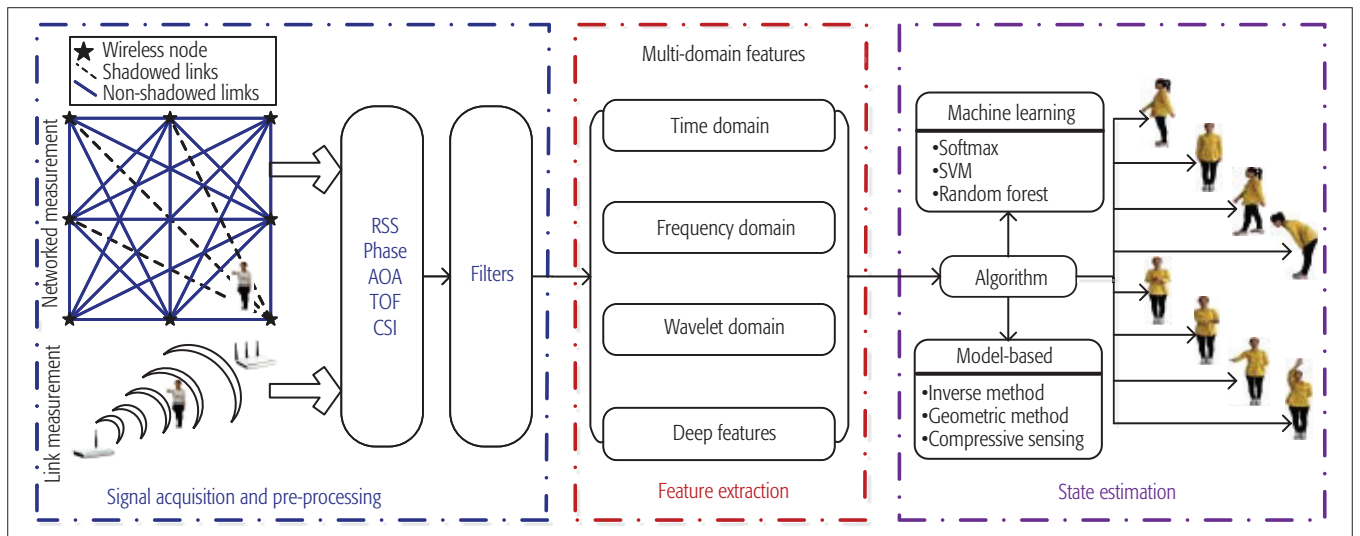 Wireless node
Shadowed links
Non-shadowed limks
Networked measurement
Link measurement
RSS
Phase
AOA
TOF
CSI
Filters
Signal acquisition and pre-processing
Multi-domain features
Time domain
Frequency domain
Wavelet domain
Deep features
Feature extraction
Machine learning
•Softmax
•SVM
•Random forest
Algorithm
Model-based
•Inverse method
•Geometric method
•Compressive sensing
State estimation